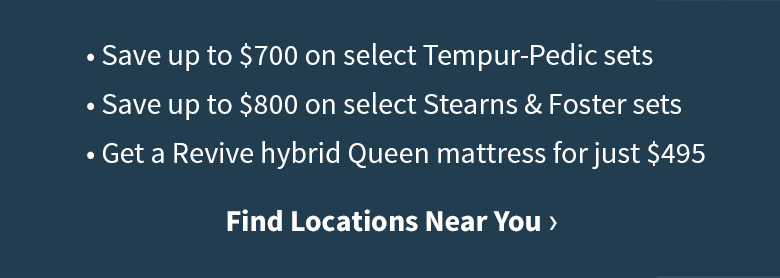 • Save up to $700 on select Tempur-Pedic sets
• Save up to $800 on select Stearns & Foster sets
• Get a Revive hybrid Queen mattress for just $495
Find Locations Near You ›